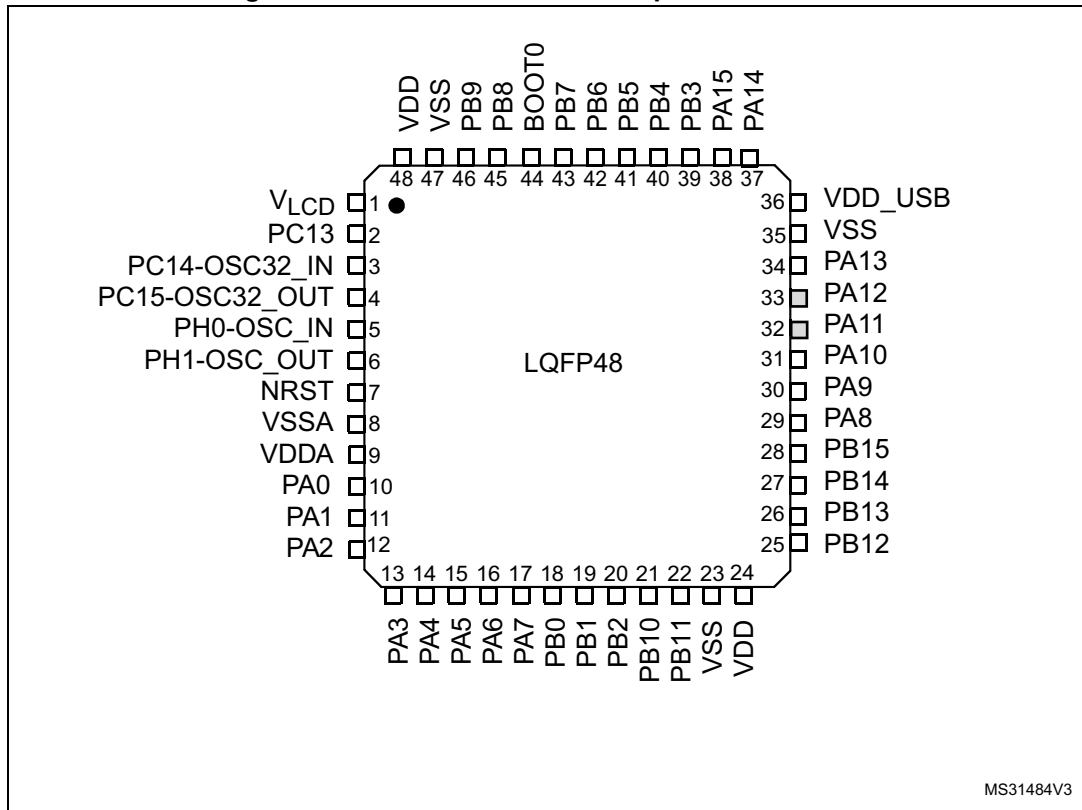 VDD VSS PB9 PB8 BOOT0 PB7 PB6 PB5 PB4 PB3 PA15 PA14
48 47 46 45 44 43 42 41 40 39 38 37
VLCD 1 36 VDD_USB
PC13 2 35 VSS
PC14-OSC32_IN 3 34 PA13
PC15-OSC32_OUT 4 33 PA12
PH0-OSC_IN 5 32 PA11
PH1-OSC_OUT 6 LQFP48 31 PA10
NRST 7 30 PA9
VSSA 8 29 PA8
VDDA 9 28 PB15
PA0 10 27 PB14
PA1 11 26 PB13
PA2 12 25 PB12
13 14 15 16 17 18 19 20 21 22 23 24
PA3 PA4 PA5 PA6 PA7 PB0 PB1 PB2 PB10 PB11 VSS VDD
MS31484V3